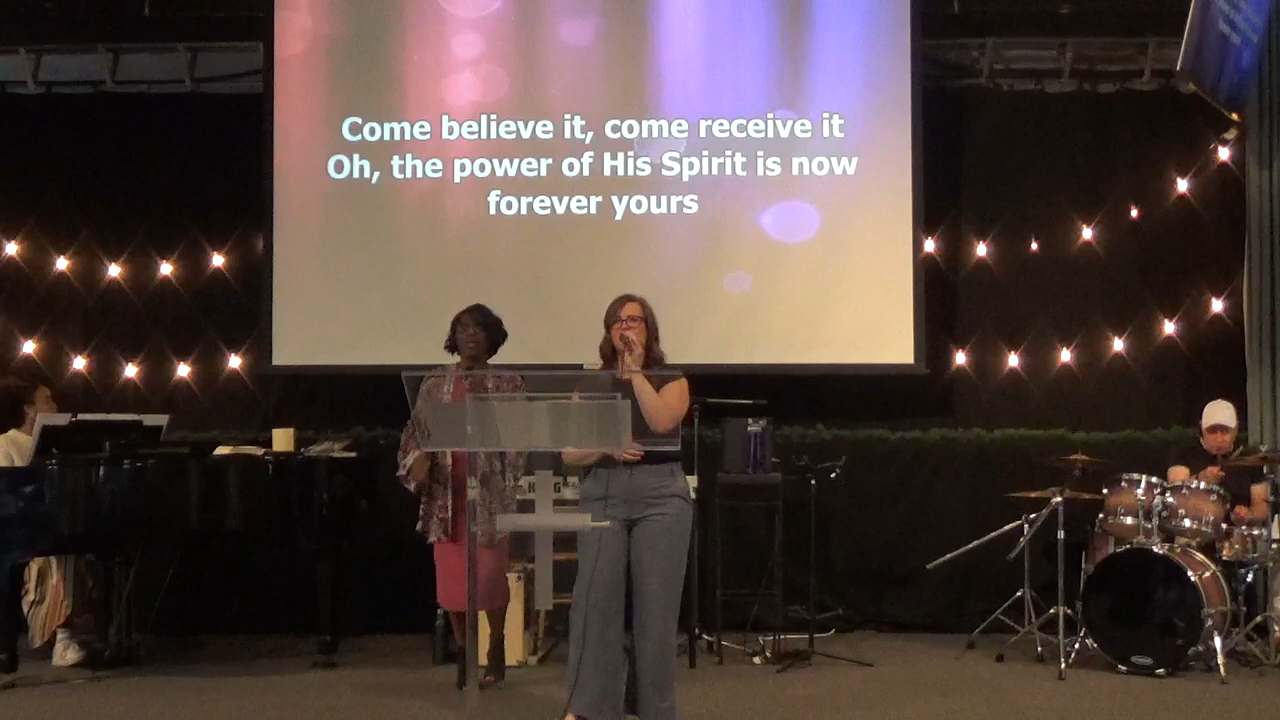 Come believe it, come receive it
Oh, the power of His Spirit is now
forever yours